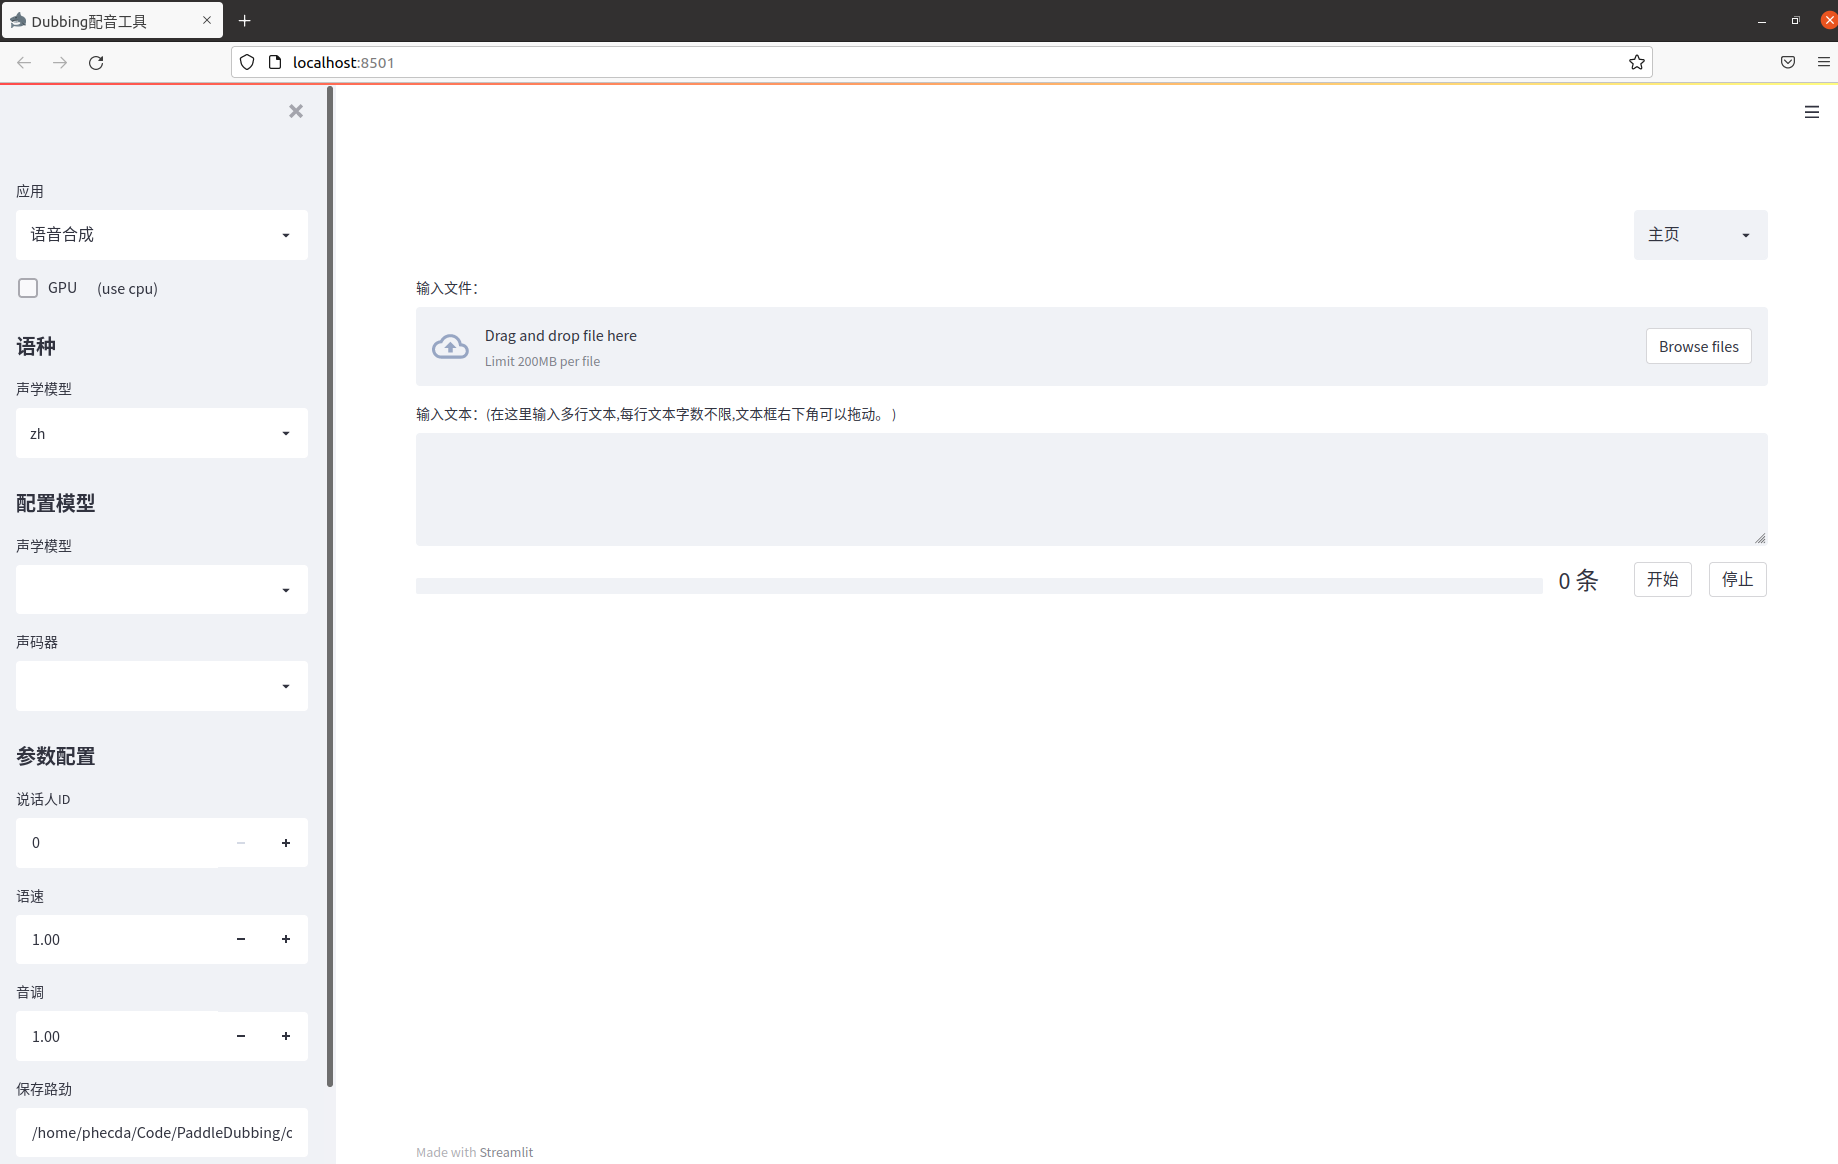 Dubbing配音工具
localhost:8501
应用
语音合成
GPU (use cpu)
语种
声学模型
zh
配置模型
声学模型
声码器
参数配置
说话人ID
0
语速
1.00
音调
1.00
保存路劲
/home/phecda/Code/PaddleDubbing/c
主页
输入文件：
Drag and drop file here
Limit 200MB per file
Browse files
输入文本：(在这里输入多行文本,每行文本字数不限,文本框右下角可以拖动。)
0 条
开始
停止
Made with Streamlit